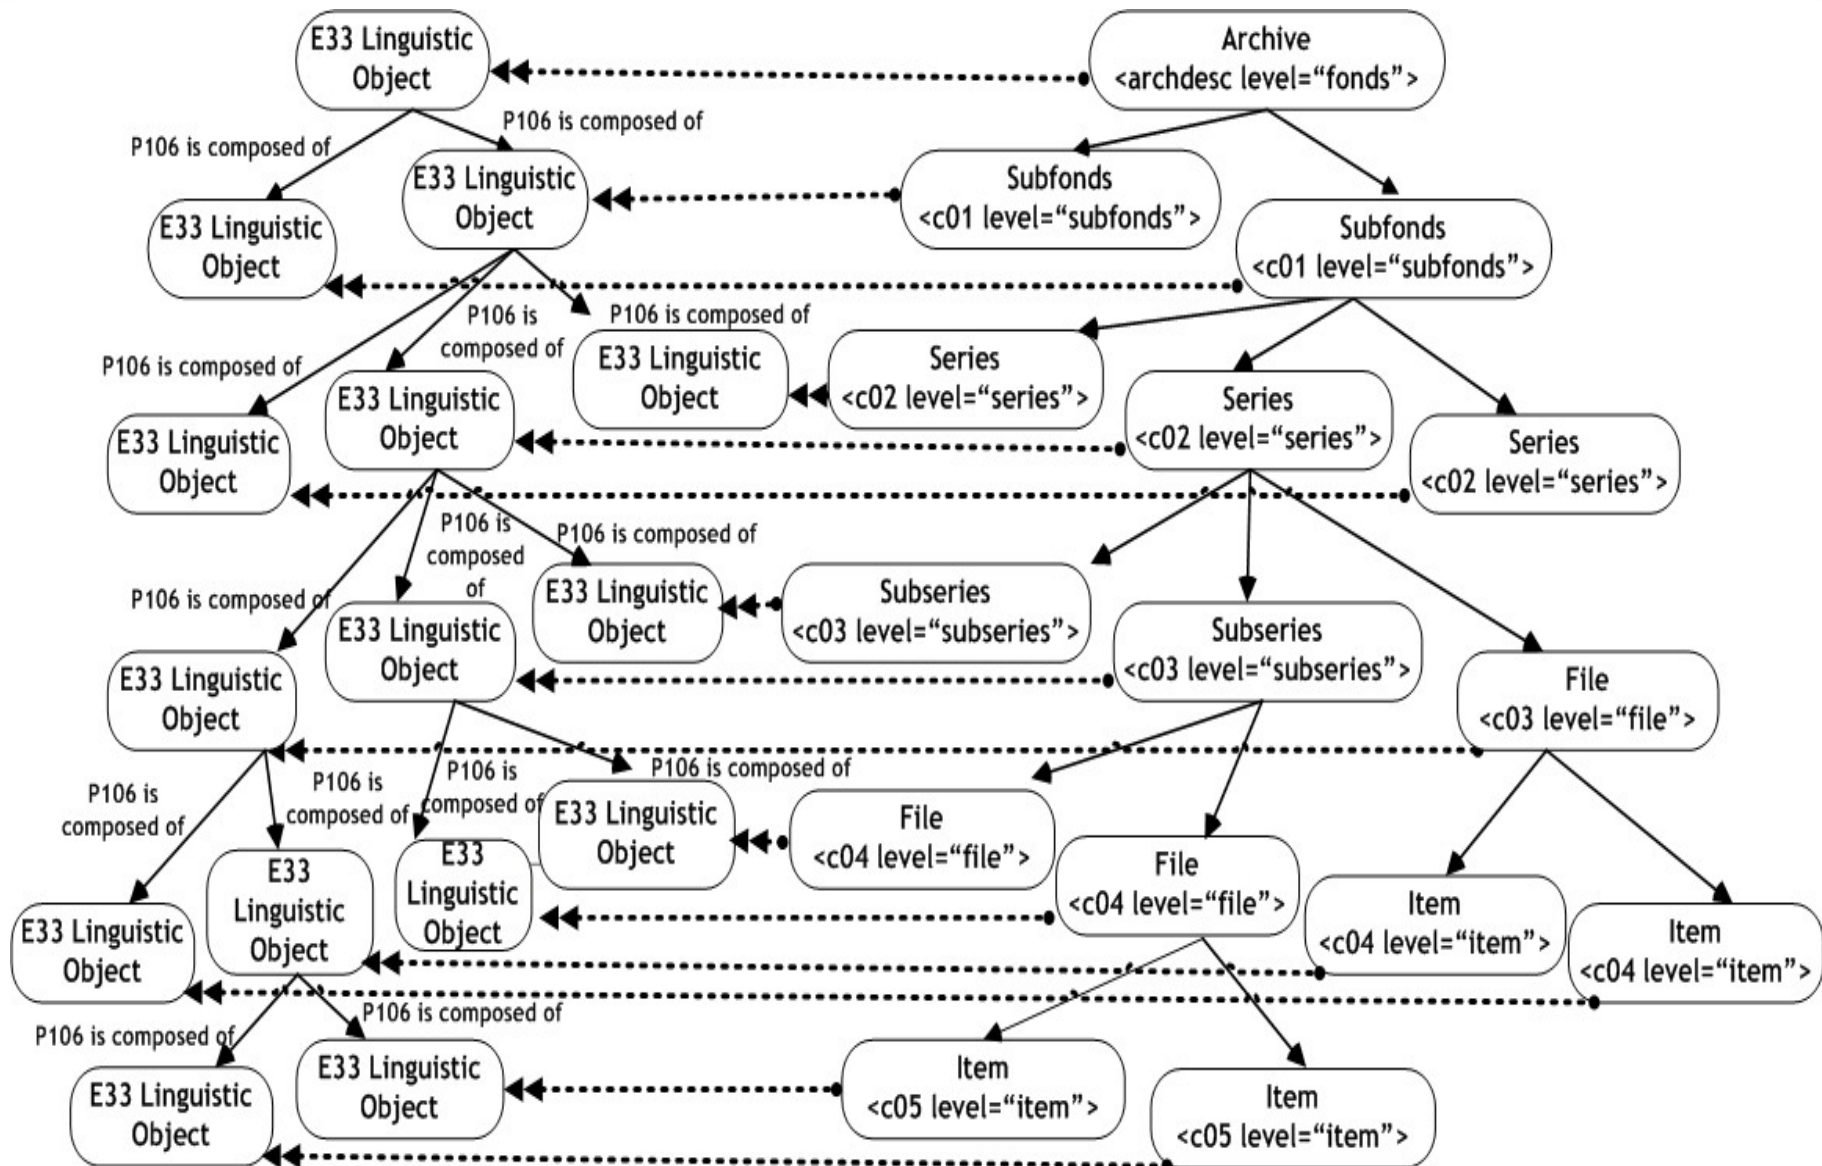 E33 Linguistic
Object
Archive
<archdesc level=“fonds”>
P106 is composed of
P106 is composed of
E33 Linguistic
Object
Subfonds
<c01 level=“subfonds”>
E33 Linguistic
Object
Subfonds
<c01 level=“subfonds”>
P106 is
composed of
P106 is composed of
P106 is composed of
E33 Linguistic
Object
Series
<c02 level=“series”>
E33 Linguistic
Object
Series
<c02 level=“series”>
E33 Linguistic
Object
Series
<c02 level=“series”>
P106 is
composed
of
P106 is composed of
P106 is composed of
E33 Linguistic
Object
Subseries
<c03 level=“subseries”>
E33 Linguistic
Object
Subseries
<c03 level=“subseries”>
E33 Linguistic
Object
File
<c03 level=“file”>
P106 is
composed of
P106 is
composed of
P106 is
composed of
P106 is composed of
E33 Linguistic
Object
File
<c04 level=“file”>
E33
Linguistic
Object
E33
Linguistic
Object
File
<c04 level=“file”>
Item
<c04 level=“item”>
E33 Linguistic
Object
Item
<c04 level=“item”>
P106 is composed of
P106 is composed of
E33 Linguistic
Object
Item
<c05 level=“item”>
E33 Linguistic
Object
Item
<c05 level=“item”>